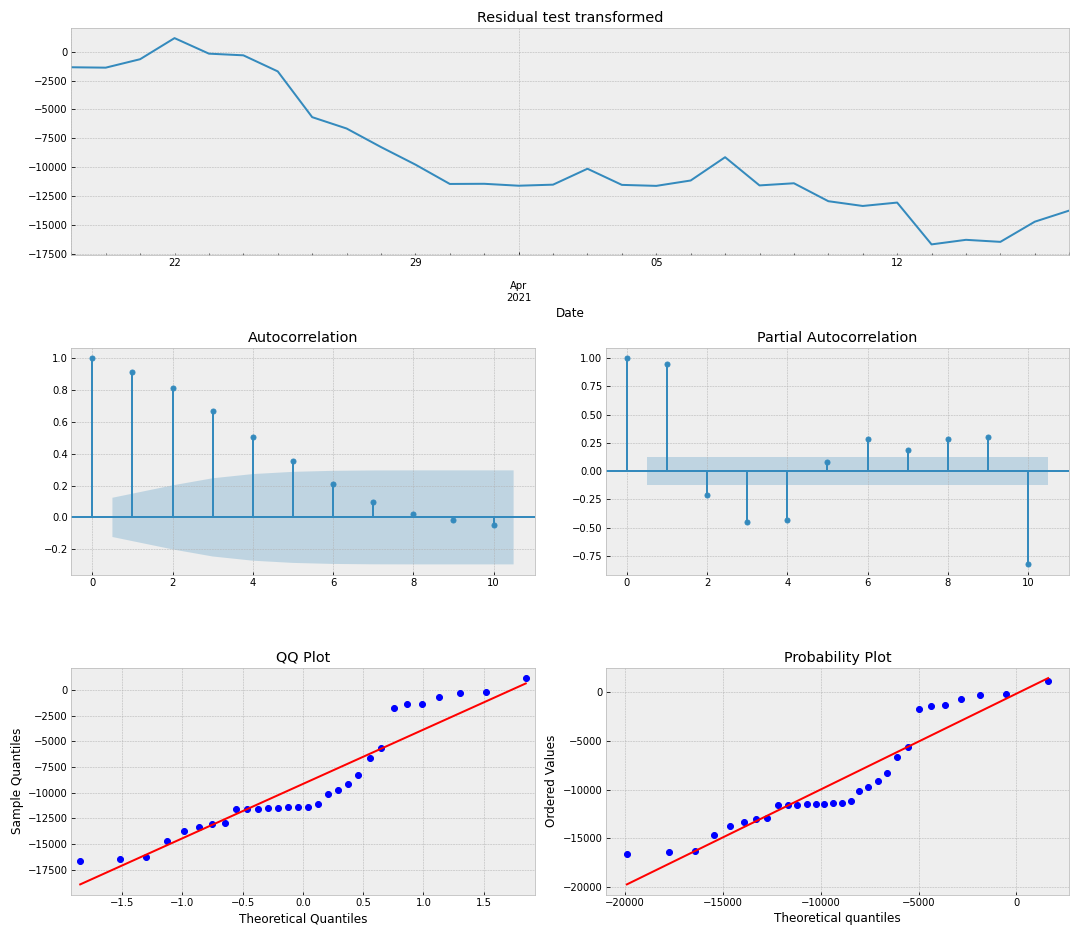 Residual test transformed
0
−2500
−5000
−7500
−10000
−12500
−15000
−17500
22 29 05 12
Apr
2021
Date
Autocorrelation
1.0
0.8
0.6
0.4
0.2
0.0
−0.2
0 2 4 6 8 10
Partial Autocorrelation
1.00
0.75
0.50
0.25
0.00
−0.25
−0.50
−0.75
0 2 4 6 8 10
QQ Plot
Sample Quantiles
0
−2500
−5000
−7500
−10000
−12500
−15000
−17500
−1.5 −1.0 −0.5 0.0 0.5 1.0 1.5
Theoretical Quantiles
Probability Plot
Ordered Values
0
−5000
−10000
−15000
−20000
−20000 −15000 −10000 −5000 0
Theoretical quantiles